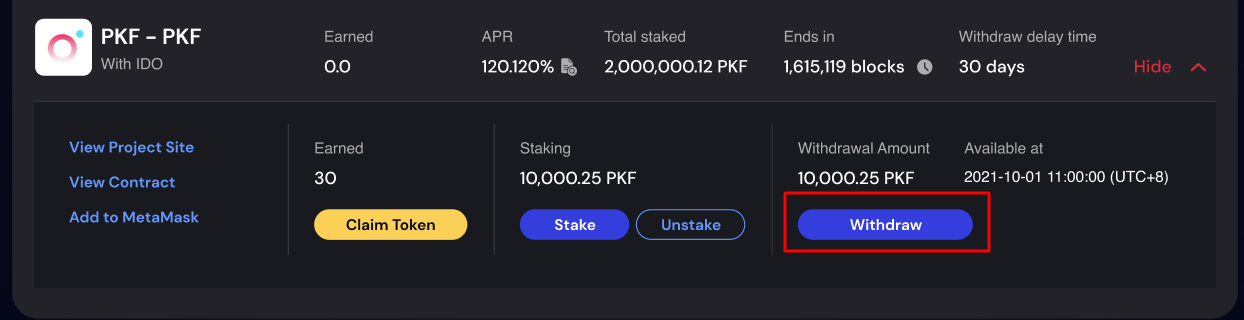 PKF - PKF
With IDO
Earned
0.0
APR
120.120%
Total staked
2,000,000.12 PKF
Ends in
1,615,119 blocks
Withdraw delay time
30 days
Hide
View Project Site
View Contract
Add to MetaMask
Earned
30
Claim Token
Staking
10,000.25 PKF
Stake
Unstake
Withdrawal Amount
10,000.25 PKF
Available at
2021-10-01 11:00:00 (UTC+8)
Withdraw